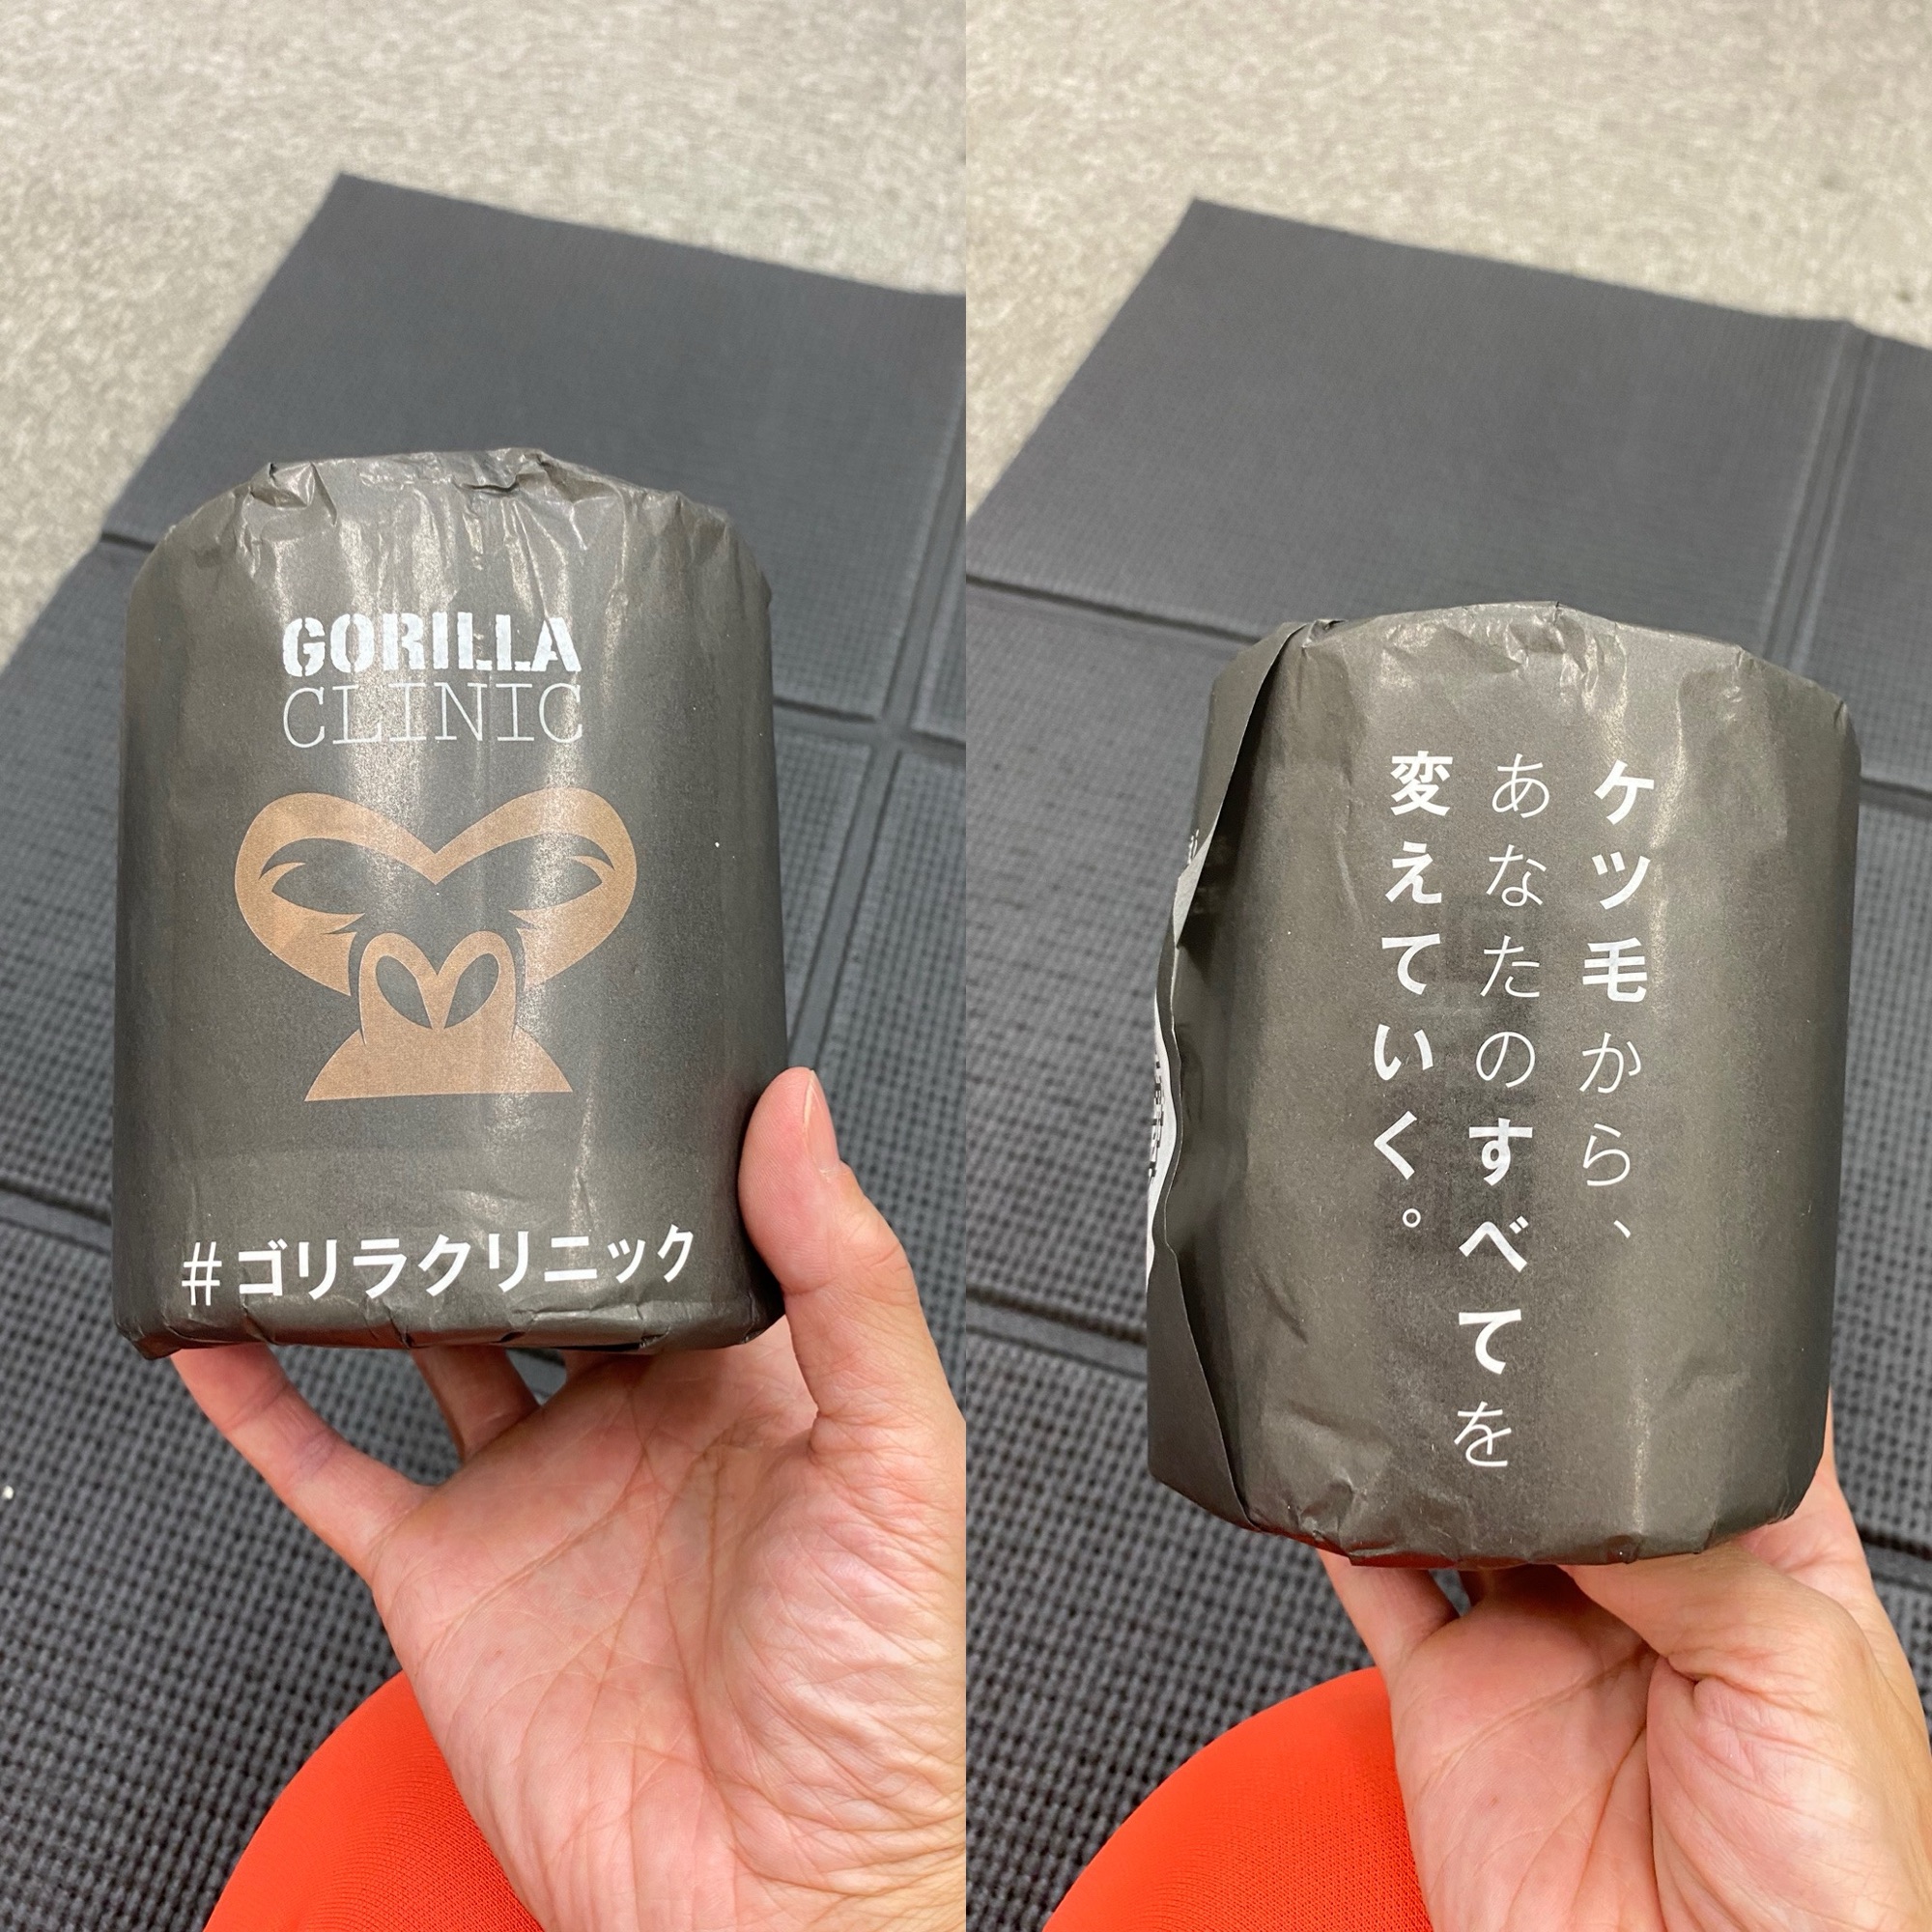 GORILLA
CLINIC
#ゴリラクリニック
ケツ毛から、
あなたのすべてを
変えていく。